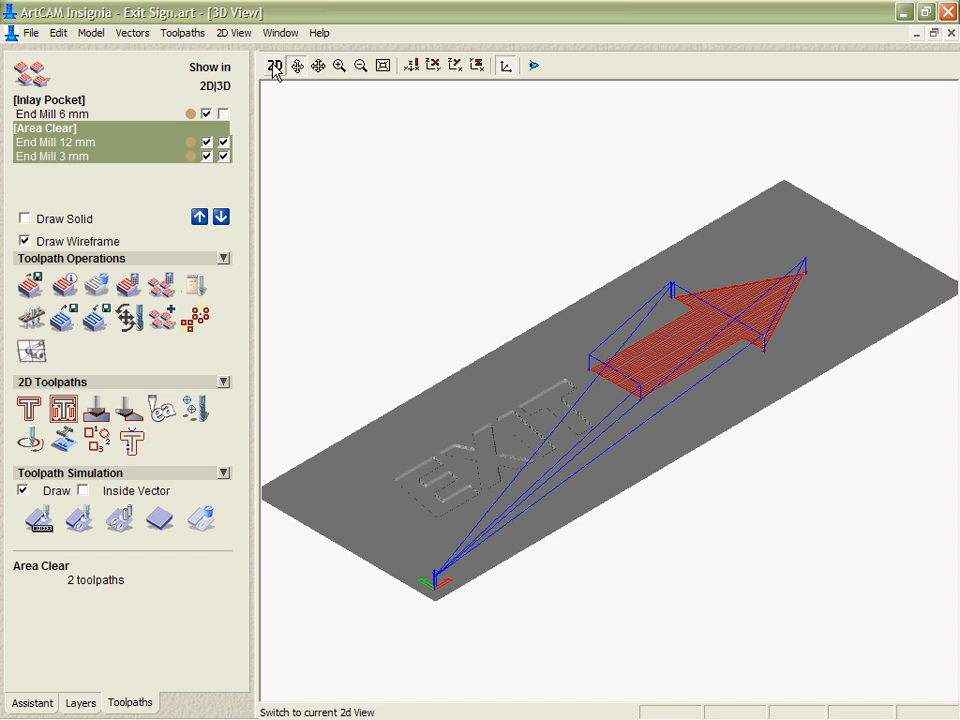 ArtCAM Insignia - Exit Sign.art - [3D View]
File Edit Model Vectors Toolpaths 2D View Window Help
2D
Show in
2D|3D
[Inlay Pocket]
End Mill 6 mm
[Area Clear]
End Mill 12 mm
End Mill 3 mm
Draw Solid
Draw Wireframe
Toolpath Operations
2D Toolpaths
Toolpath Simulation
Draw Inside Vector
Area Clear
2 toolpaths
EXIT
Assistant Layers Toolpaths
Switch to current 2d View